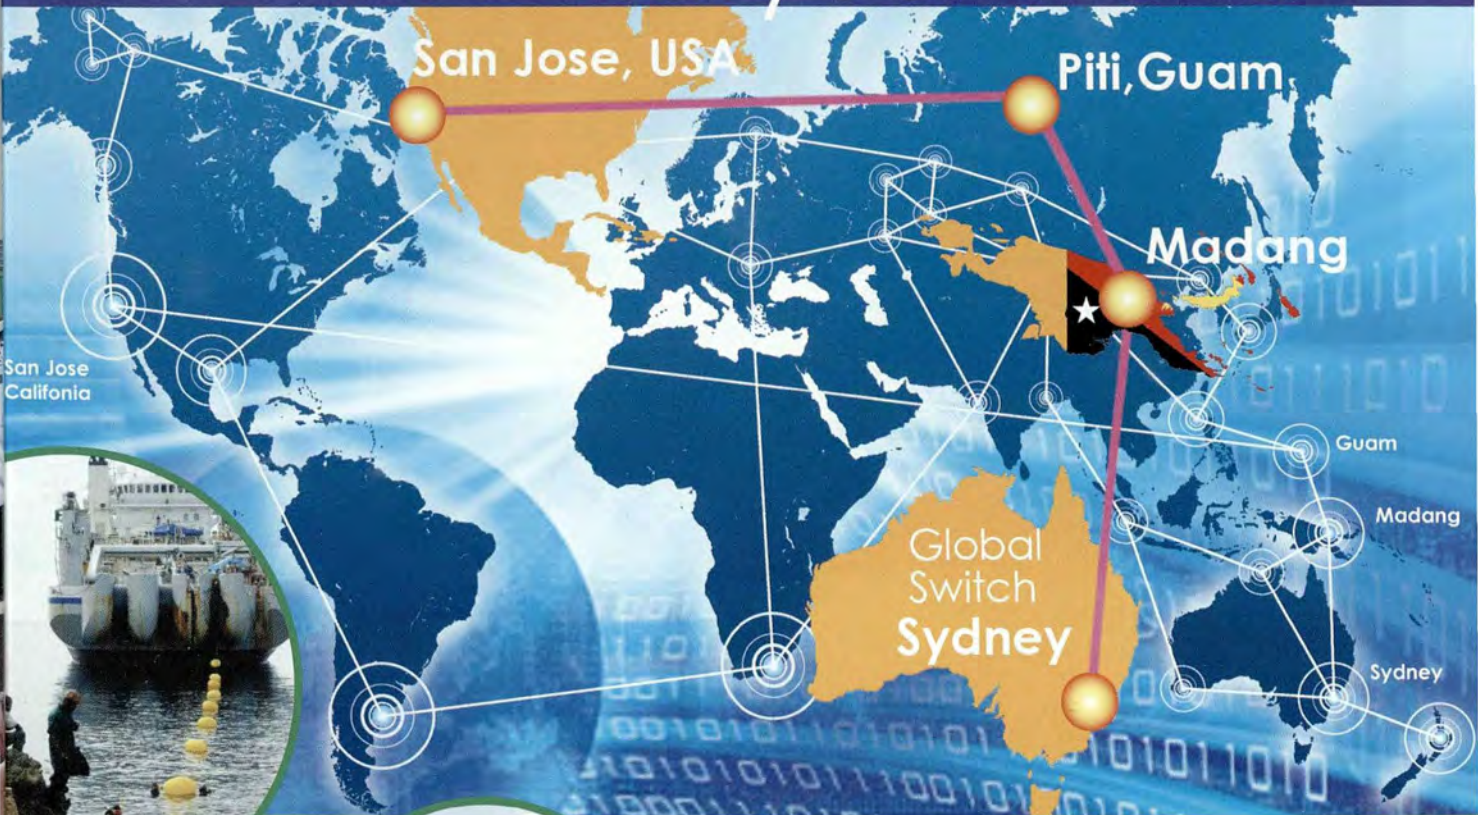 San Jose, USA
Piti, Guam
Madang
San Jose
Califonia
Guam
Madang
Global
Switch
Sydney
Sydney